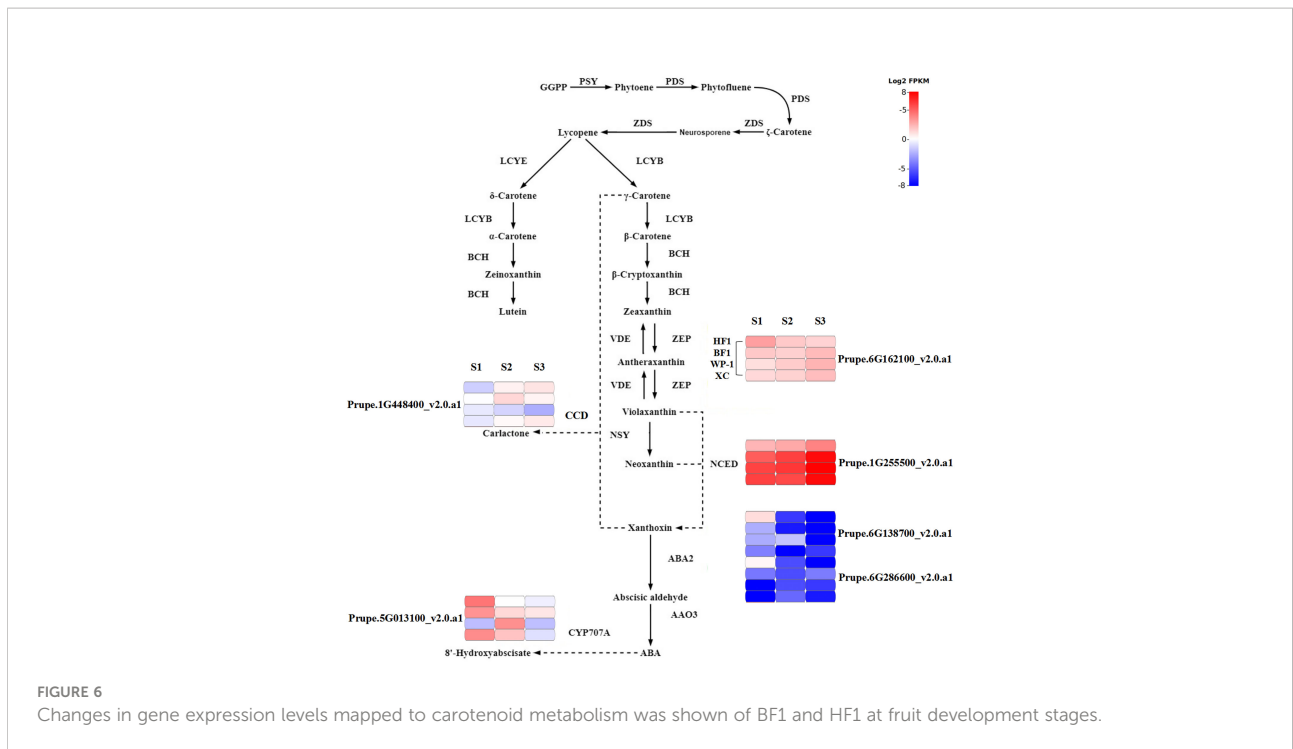 Log2 FPKM
8
-5
0
-5
-8
GGPP PSY Phytoene PDS Phytofluene
PDS
Lycopene ZDS Neurosporene ZDS ζ-Carotene
LCYE LCYB
δ-Carotene γ-Carotene
LCYB LCYB
α-Carotene β-Carotene
BCH BCH
Zeinoxanthin β-Cryptoxanthin
BCH BCH
Lutein Zeaxanthin
S1 S2 S3
VDE ZEP HF1
BF1 Prupe.6G162100_v2.0.a1
Antheraxanthin WP-1
S1 S2 S3 XC
VDE ZEP
Prupe.1G448400_v2.0.a1 CCD Violaxanthin
Carlactone NSY
Neoxanthin NCED Prupe.1G255500_v2.0.a1
Xanthoxin Prupe.6G138700_v2.0.a1
ABA2
Prupe.6G286600_v2.0.a1
Abscisic aldehyde
Prupe.5G013100_v2.0.a1 AAO3
CYP707A
8'-Hydroxyabscisate ABA
FIGURE 6
Changes in gene expression levels mapped to carotenoid metabolism was shown of BF1 and HF1 at fruit development stages.